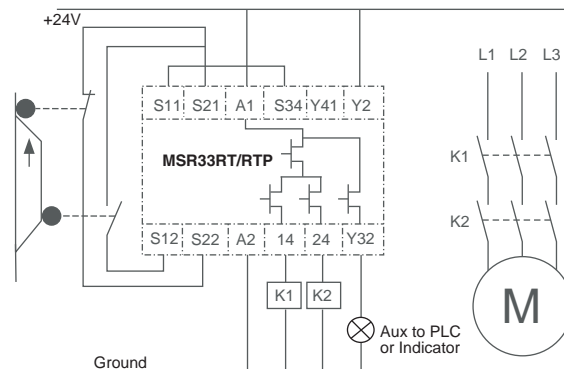 +24V
L1 L2 L3
S11 S21 A1 S34 Y41 Y2
MSR33RT/RTP
K1
K2
S12 S22 A2 14 24 Y32
K1 K2
M
Aux to PLC
or Indicator
Ground